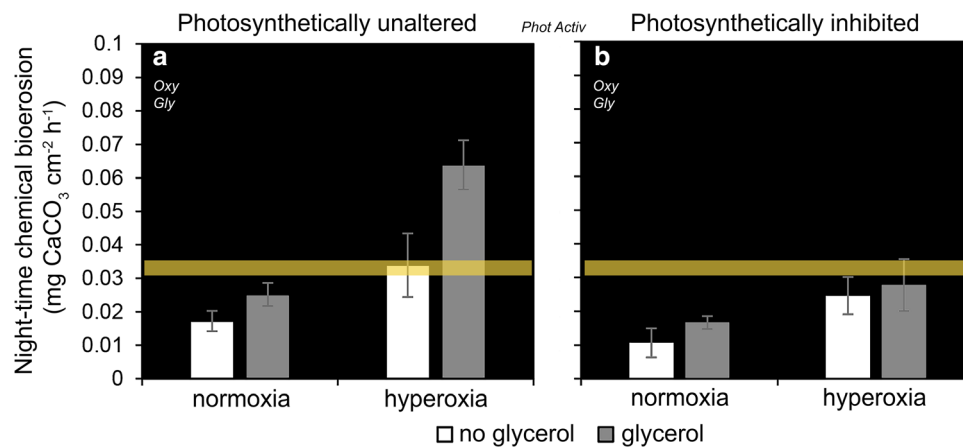 Photosynthetically unaltered
Phot Activ
Photosynthetically inhibited
Night-time chemical bioerosion
(mg CaCO3 cm-2 h-1)
0.1
0.09
0.08
0.07
0.06
0.05
0.04
0.03
0.02
0.01
0
a
Oxy
Gly
b
Oxy
Gly
normoxia
hyperoxia
normoxia
hyperoxia
no glycerol
glycerol